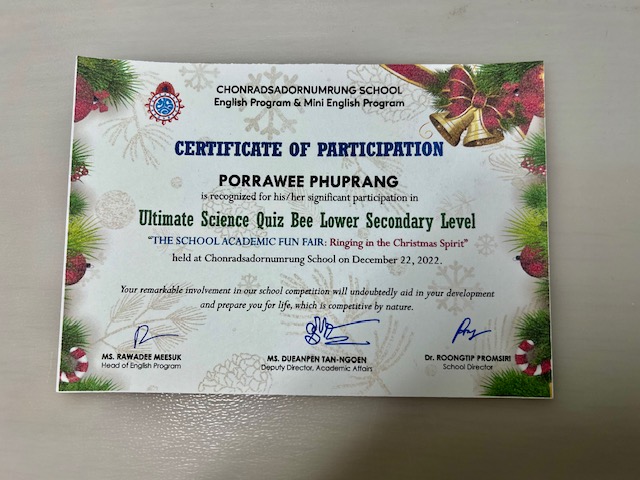 CHONRADSADORNUMRUNG SCHOOL
English Program & Mini English Program
CERTIFICATE OF PARTICIPATION
PORRAWEE PHUPRANG
is recognized for his/her significant participation in
Ultimate Science Quiz Bee Lower Secondary Level
"THE SCHOOL ACADEMIC FUN FAIR: Ringing in the Christmas Spirit"
held at Chonradsadornumrung School on December 22, 2022.
Your remarkable involvement in our school competition will undoubtedly aid in your development
and prepare you for life, which is competitive by nature.
MS. RAWADEE MEESUK
Head of English Program
MS. DUEANPEN TAN-NGOEN
Deputy Director, Academic Affairs
Dr. ROONGTIP PROMSIRI
School Director